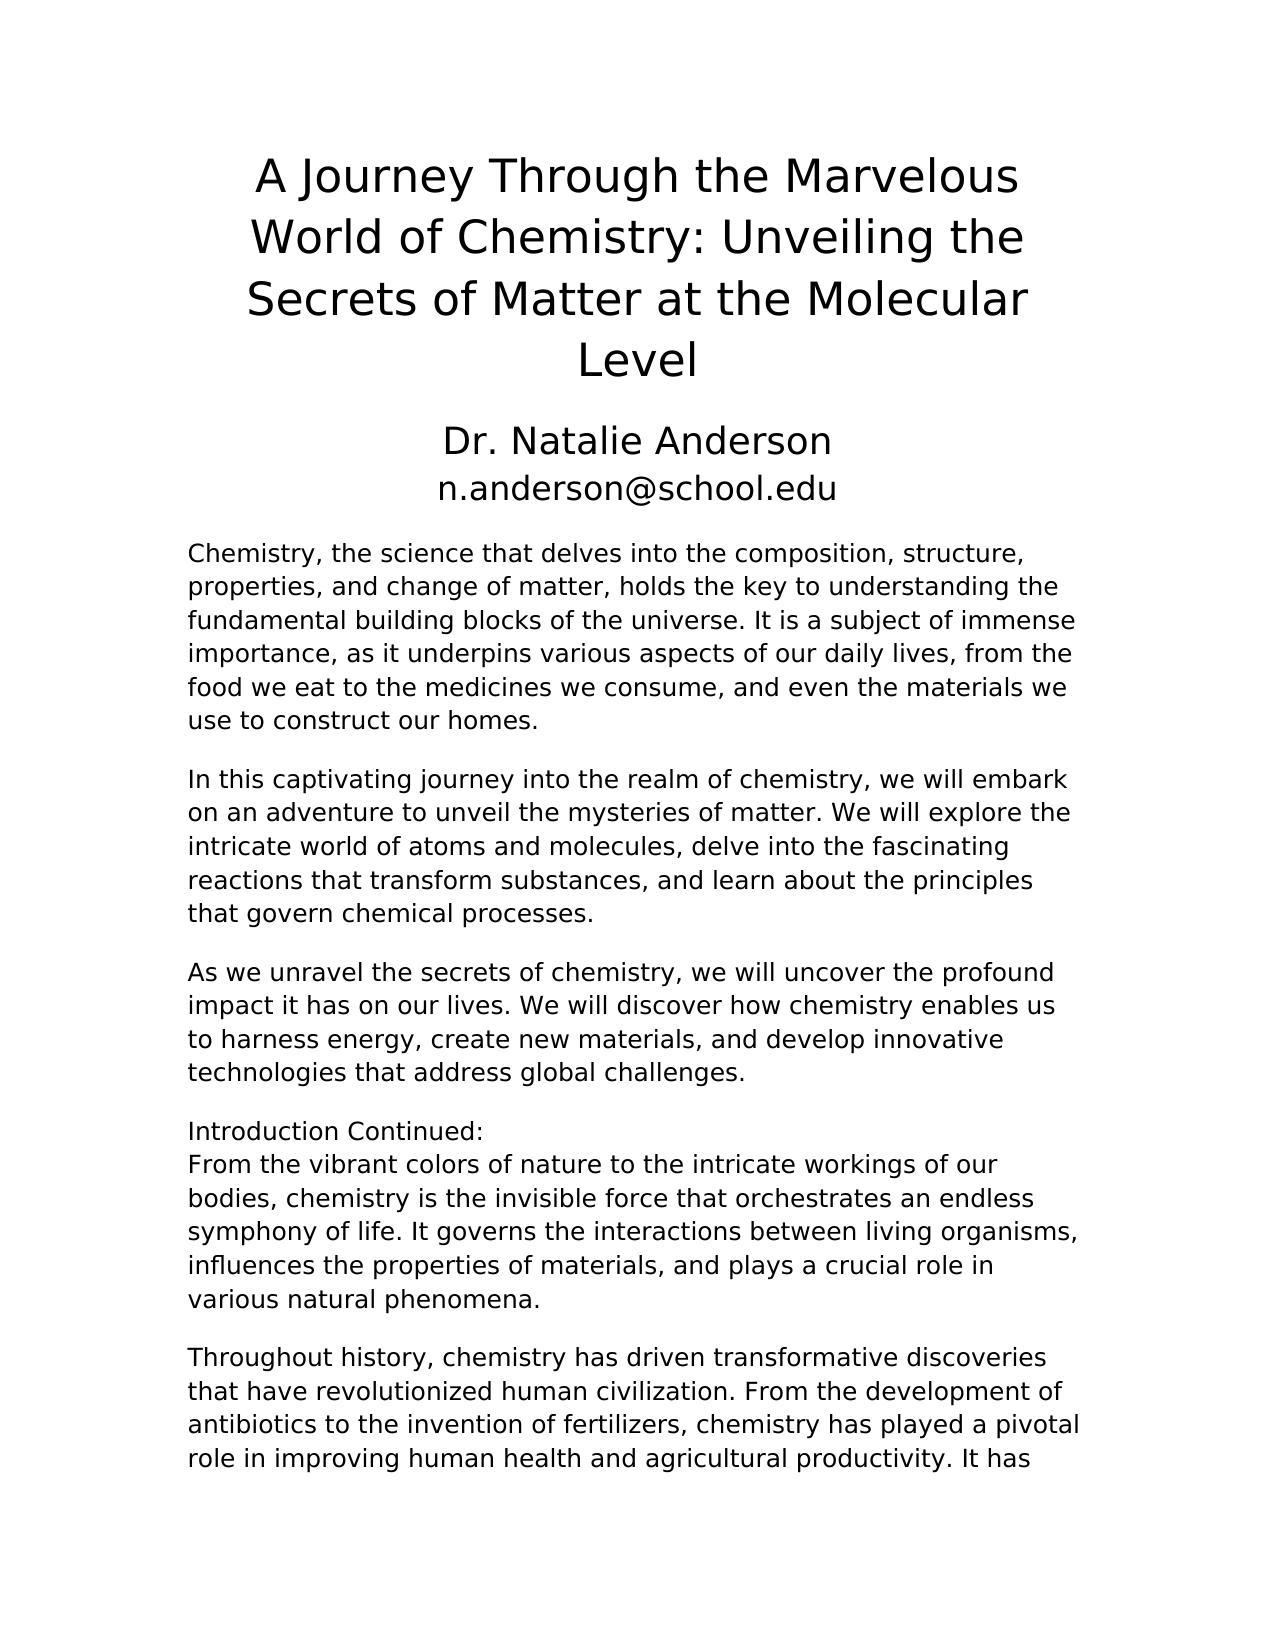 A Journey Through the Marvelous
World of Chemistry: Unveiling the
Secrets of Matter at the Molecular
Level
Dr. Natalie Anderson
n.anderson@school.edu
Chemistry, the science that delves into the composition, structure,
properties, and change of matter, holds the key to understanding the
fundamental building blocks of the universe. It is a subject of immense
importance, as it underpins various aspects of our daily lives, from the
food we eat to the medicines we consume, and even the materials we
use to construct our homes.
In this captivating journey into the realm of chemistry, we will embark
on an adventure to unveil the mysteries of matter. We will explore the
intricate world of atoms and molecules, delve into the fascinating
reactions that transform substances, and learn about the principles
that govern chemical processes.
As we unravel the secrets of chemistry, we will uncover the profound
impact it has on our lives. We will discover how chemistry enables us
to harness energy, create new materials, and develop innovative
technologies that address global challenges.
Introduction Continued:
From the vibrant colors of nature to the intricate workings of our
bodies, chemistry is the invisible force that orchestrates an endless
symphony of life. It governs the interactions between living organisms,
influences the properties of materials, and plays a crucial role in
various natural phenomena.
Throughout history, chemistry has driven transformative discoveries
that have revolutionized human civilization. From the development of
antibiotics to the invention of fertilizers, chemistry has played a pivotal
role in improving human health and agricultural productivity. It has